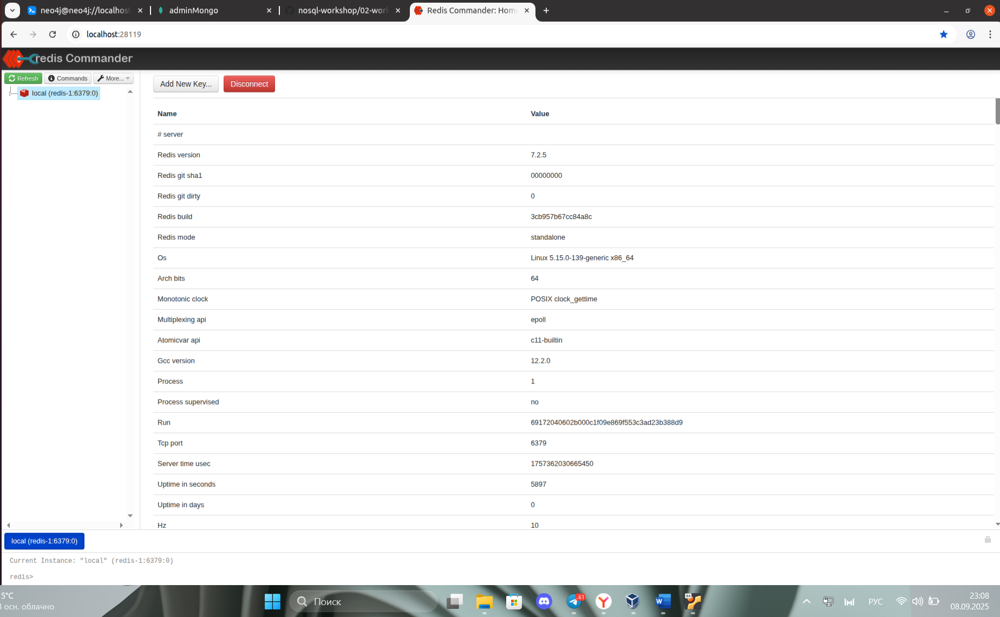 neo4j@neo4j://localhost
adminMongo
nosql-workshop/02-wor
Redis Commander: Hom
localhost:28119
redis Commander
Refresh
Commands
More...
local (redis-1:6379:0)
Add New Key...
Disconnect
Name Value
# server
Redis version 7.2.5
Redis git sha1 00000000
Redis git dirty 0
Redis build 3cb957b67cc84a8c
Redis mode standalone
Os Linux 5.15.0-139-generic x86_64
Arch bits 64
Monotonic clock POSIX clock_gettime
Multiplexing api epoll
Atomicvar api c11-builtin
Gcc version 12.2.0
Process 1
Process supervised no
Run 69172040602b000c1f09e869f553c3ad23b388d9
Tcp port 6379
Server time usec 1757362030665450
Uptime in seconds 5897
Uptime in days 0
Hz 10
local (redis-1:6379:0)
Current Instance: "local" (redis-1:6379:0)
redis>
5°C
осн. облачно
Поиск
..61
W
64
РУС
23:08
08.09.2025